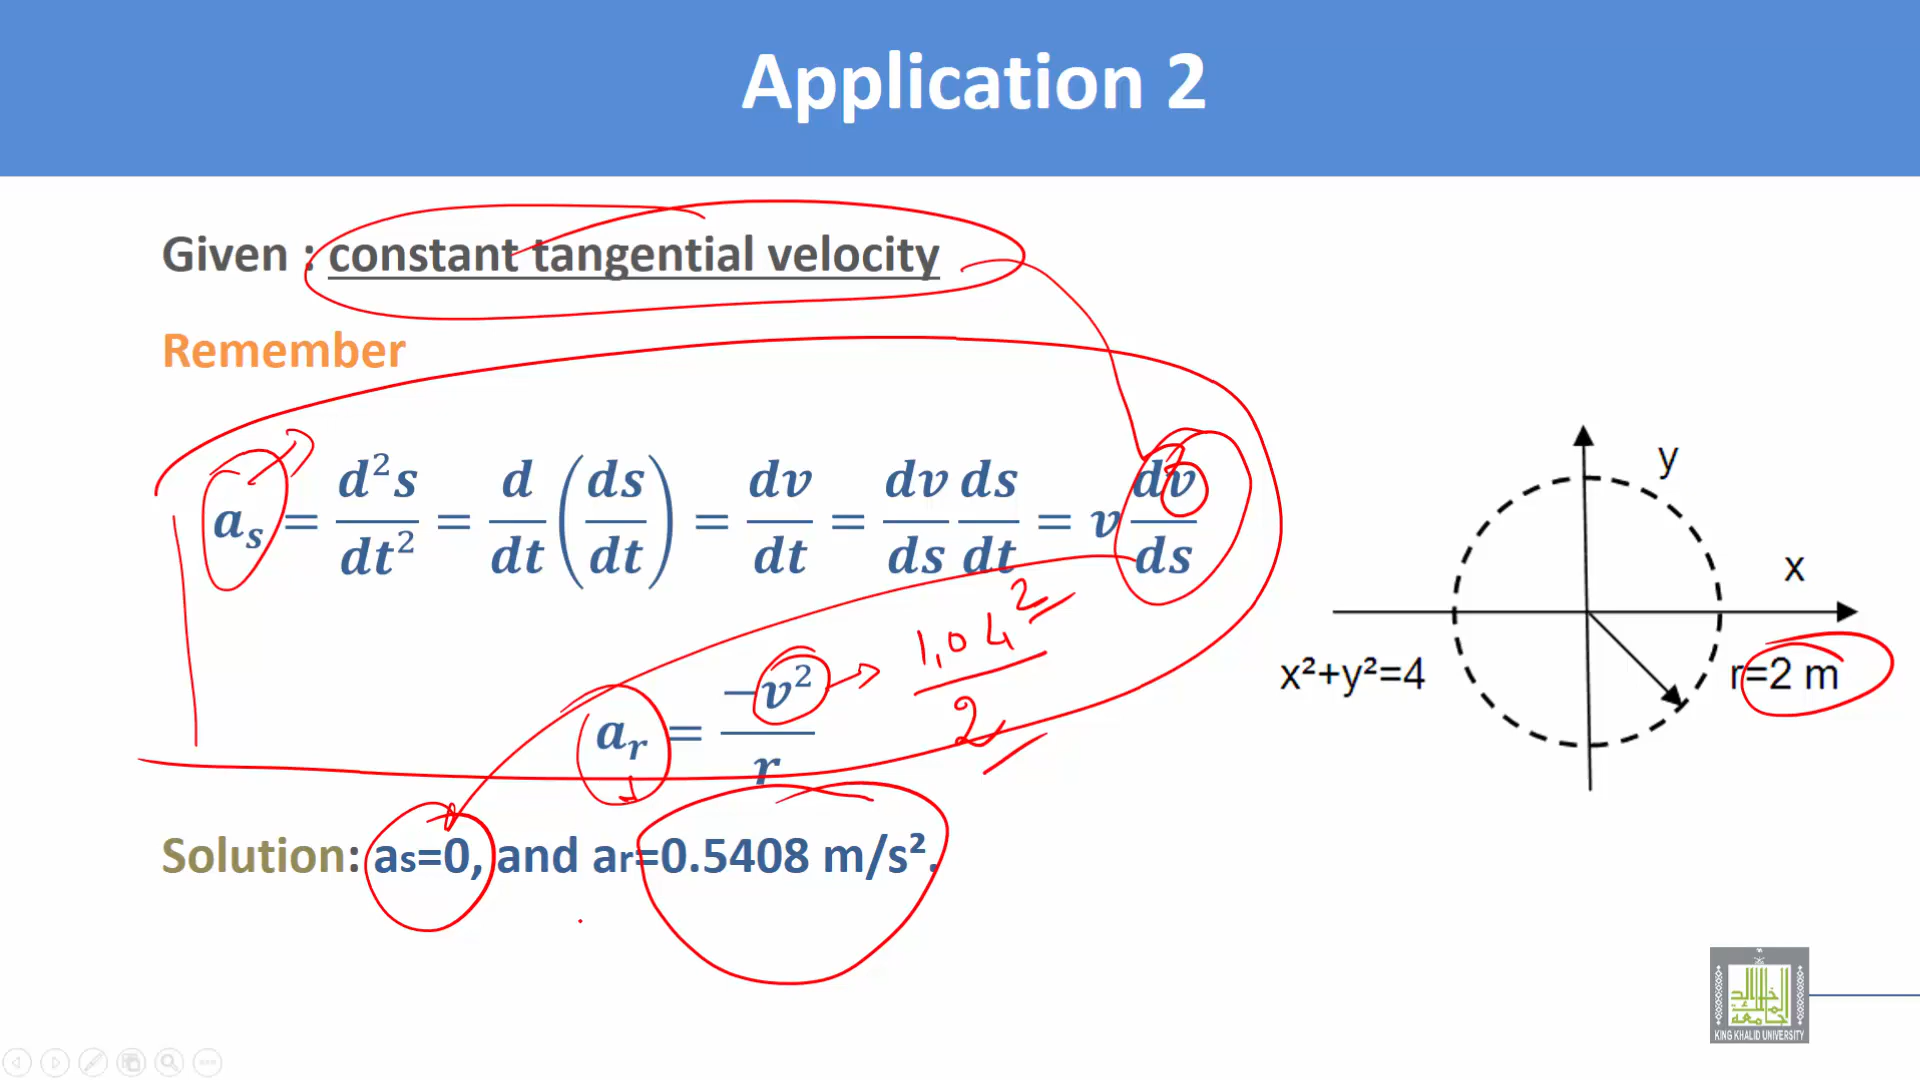 Application 2
Given : constant tangential velocity
Remember
a_s = d²s/dt² = d/dt (ds/dt) = dv/dt = dv/ds ds/dt = v dv/ds
a_r = -v²/r
1,04²
2
Solution: as=0, and ar=0.5408 m/s².
y
x
x²+y²=4
r=2 m
KING KHALID UNIVERSITY